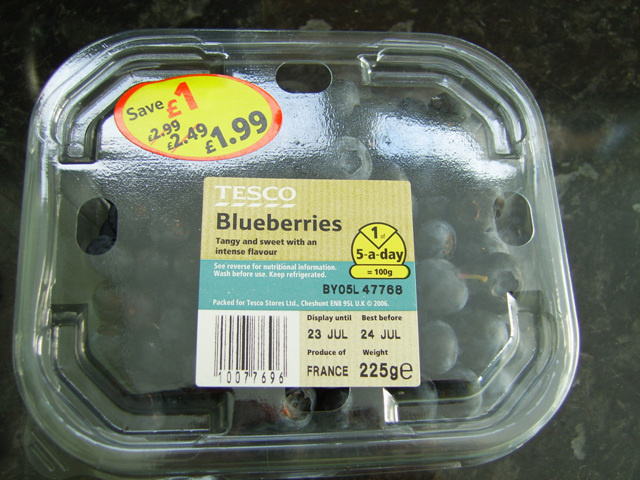 Save £1
£2.99
£2.49
£1.99
TESCO
Blueberries
Tangy and sweet with an
intense flavour
1 of
5-a-day
= 100g
See reverse for nutritional information.
Wash before use. Keep refrigerated.
BY05L 47768
Packed for Tesco Stores Ltd., Cheshunt EN8 9SL U.K © 2006.
Display until Best before
23 JUL 24 JUL
Produce of Weight
FRANCE 225g e
10077696